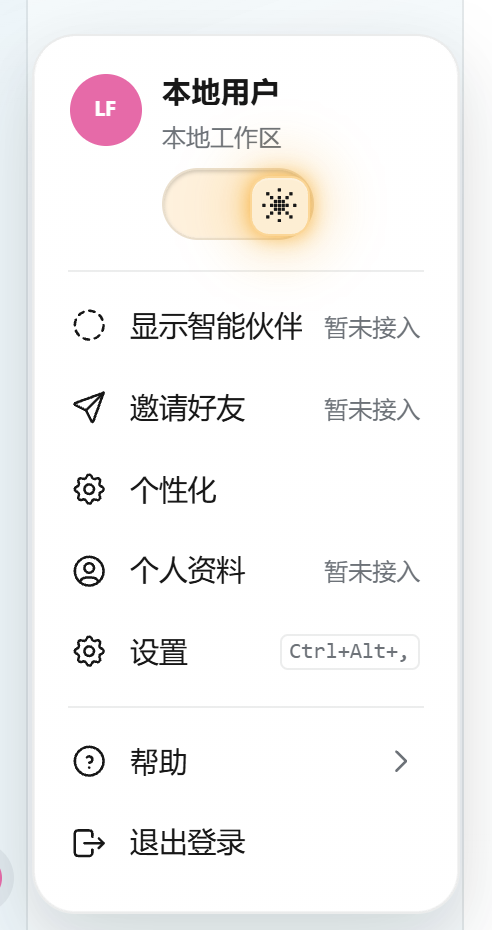 LF
本地用户
本地工作区
显示智能伙伴 暂未接入
邀请好友 暂未接入
个性化
个人资料 暂未接入
设置 Ctrl+Alt+,
帮助
退出登录